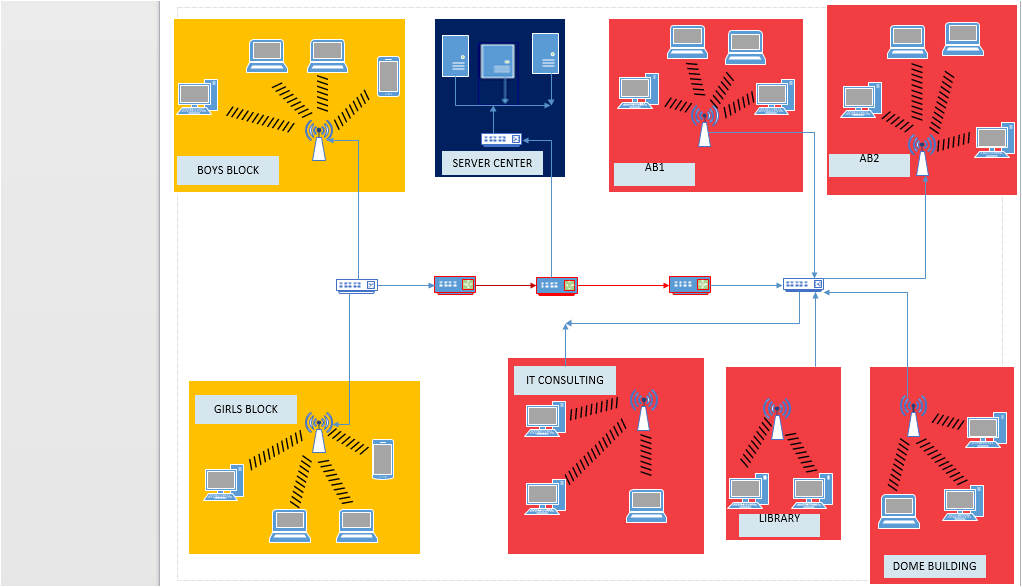 BOYS BLOCK
SERVER CENTER
AB1
AB2
GIRLS BLOCK
IT CONSULTING
LIBRARY
DOME BUILDING